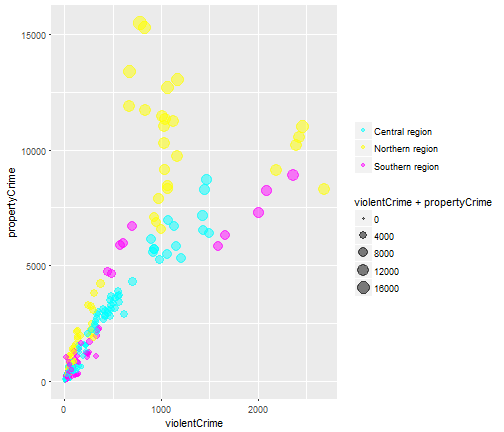 15000
10000
5000
0
propertyCrime
0
1000
2000
violentCrime
Central region
Northern region
Southern region
violentCrime + propertyCrime
0
4000
8000
12000
16000